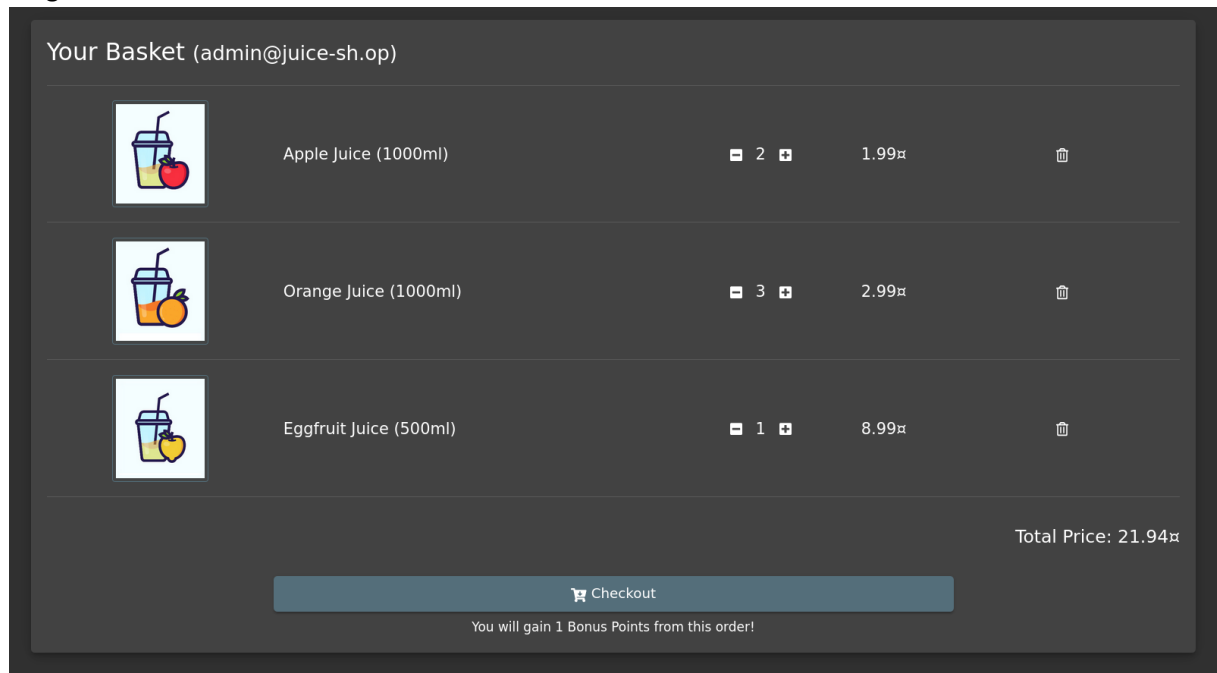 Your Basket (admin@juice-sh.op)
Apple Juice (1000ml) 2 1.99¤
Orange Juice (1000ml) 3 2.99¤
Eggfruit Juice (500ml) 1 8.99¤
Total Price: 21.94¤
Checkout
You will gain 1 Bonus Points from this order!